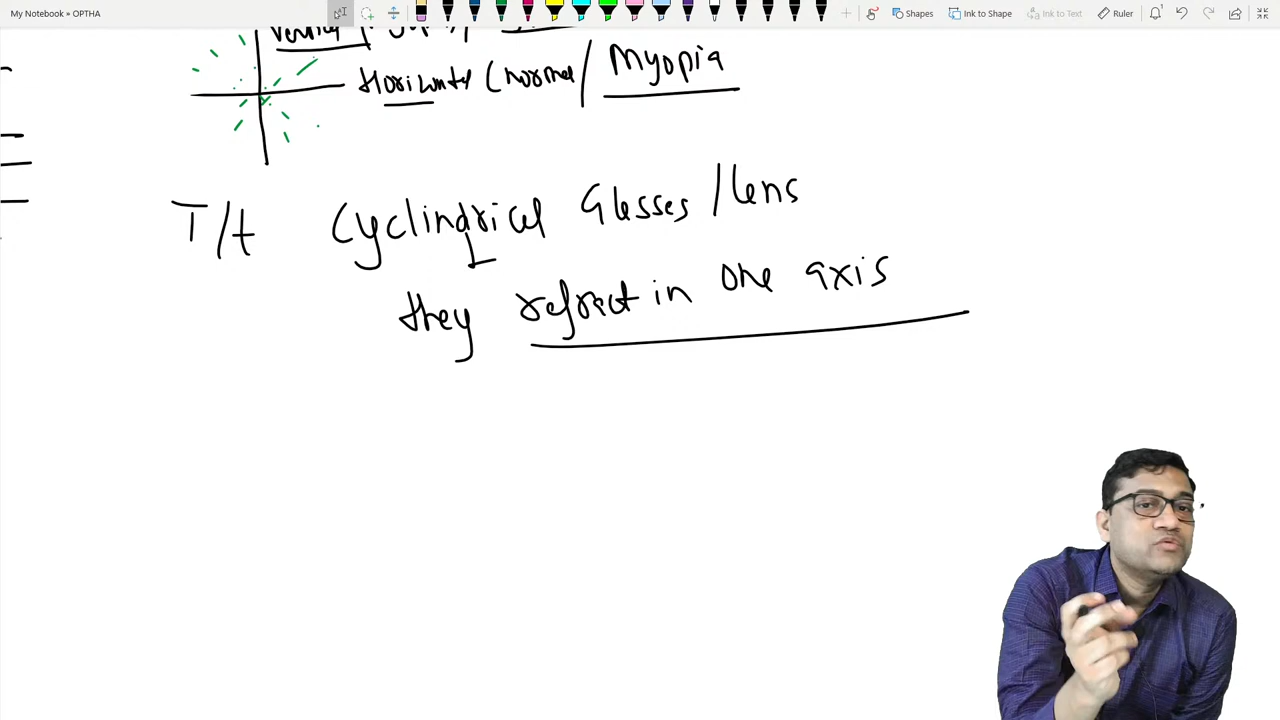 My Notebook » OPTHA
Shapes Ink to Shape Ink to Text Ruler
Horizontal (normal / Myopia
T/t Cyclindrical Glasses / lens
they refract in one axis